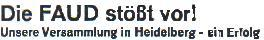 Die FAUD stößt vor!
Unsere Versammlung in Heidelberg - ein Erfolg